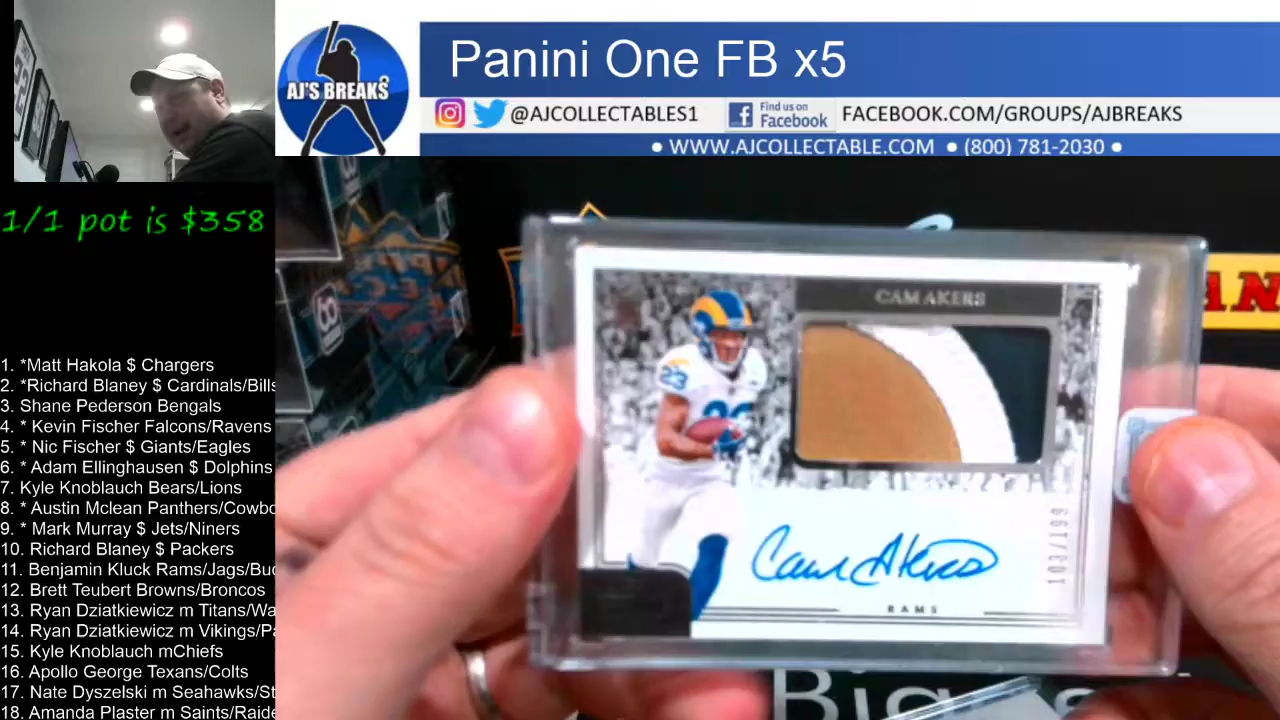 AJ'S BREAKS
Panini One FB x5
@AJCOLLECTABLES1 Find us on Facebook FACEBOOK.COM/GROUPS/AJBREAKS
• WWW.AJCOLLECTABLE.COM • (800) 781-2030 •
1/1 pot is $358
1. *Matt Hakola $ Chargers
2. *Richard Blaney $ Cardinals/Bills
3. Shane Pederson Bengals
4. * Kevin Fischer Falcons/Ravens
5. * Nic Fischer $ Giants/Eagles
6. * Adam Ellinghausen $ Dolphins
7. Kyle Knoblauch Bears/Lions
8. * Austin Mclean Panthers/Cowbo
9. * Mark Murray $ Jets/Niners
10. Richard Blaney $ Packers
11. Benjamin Kluck Rams/Jags/Buc
12. Brett Teubert Browns/Broncos
13. Ryan Dziatkiewicz m Titans/Wa
14. Ryan Dziatkiewicz m Vikings/Pa
15. Kyle Knoblauch mChiefs
16. Apollo George Texans/Colts
17. Nate Dyszelski m Seahawks/St
18. Amanda Plaster m Saints/Raide
CAM AKERS
23
Cam Akers
103/199
RAMS